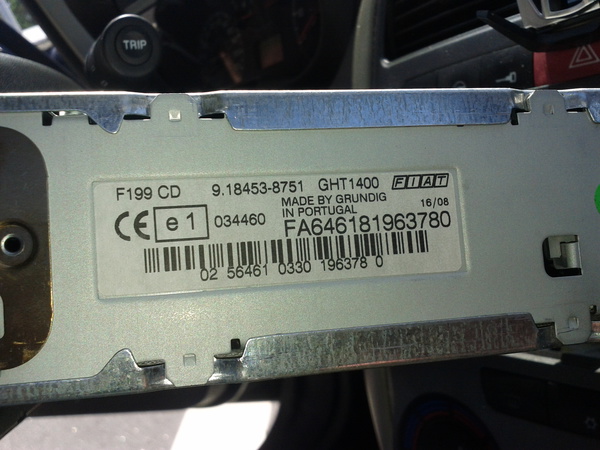 TRIP
F199 CD 9.18453-8751 GHT1400 FIAT
MADE BY GRUNDIG 16/08
IN PORTUGAL
CE e1 034460 FA646181963780
02 56461 0330 196378 0